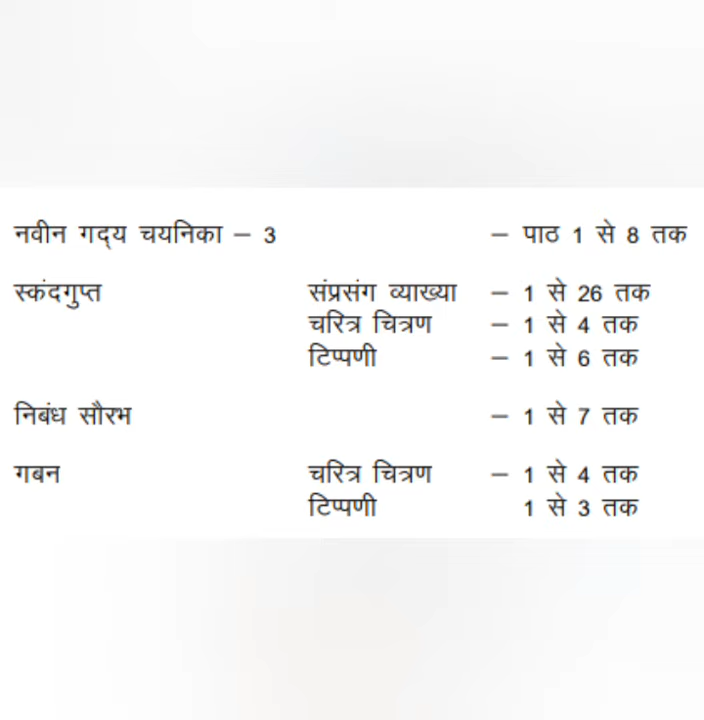 नवीन गद्य चयनिका – 3 – पाठ 1 से 8 तक
स्कंदगुप्त संप्रसंग व्याख्या – 1 से 26 तक
चरित्र चित्रण – 1 से 4 तक
टिप्पणी – 1 से 6 तक
निबंध सौरभ – 1 से 7 तक
गबन चरित्र चित्रण – 1 से 4 तक
टिप्पणी 1 से 3 तक